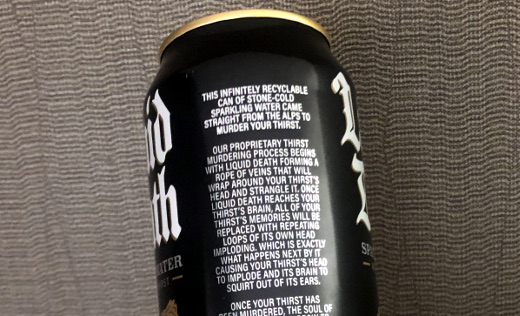 THIS INFINITELY RECYCLABLE
CAN OF STONE-COLD
SPARKLING WATER CAME
STRAIGHT FROM THE ALPS TO
MURDER YOUR THIRST.
OUR PROPRIETARY THIRST
MURDERING PROCESS BEGINS
WITH LIQUID DEATH FORMING A
ROPE OF VEINS THAT WILL
WRAP AROUND YOUR THIRST'S
HEAD AND STRANGLE IT. ONCE
LIQUID DEATH REACHES YOUR
THIRST'S BRAIN, ALL OF YOUR
THIRST'S MEMORIES WILL BE
REPLACED WITH REPEATING
LOOPS OF ITS OWN HEAD
IMPLODING, WHICH IS EXACTLY
WHAT HAPPENS NEXT BY IT
CAUSING YOUR THIRST'S HEAD
TO IMPLODE AND ITS BRAIN TO
SQUIRT OUT OF ITS EARS.
ONCE YOUR THIRST HAS
BEEN MURDERED, THE SOUL OF
id
th
WATER
L
SP